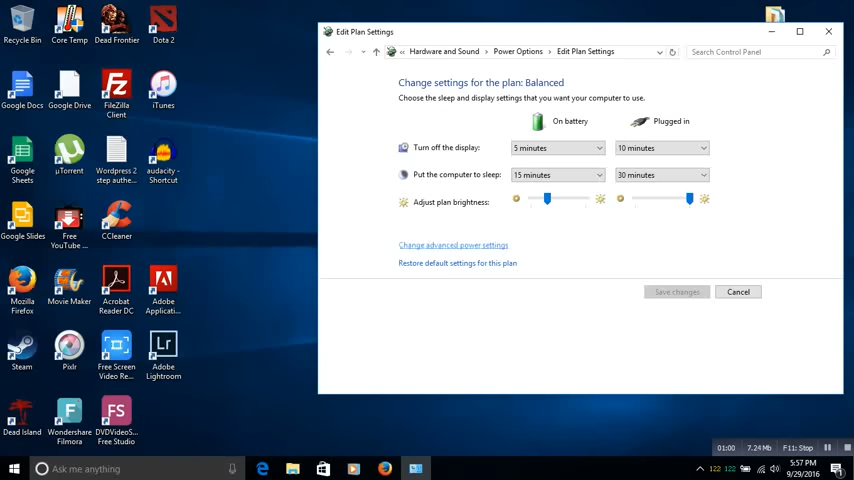 Edit Plan Settings
« Hardware and Sound > Power Options > Edit Plan Settings
Search Control Panel
Change settings for the plan: Balanced
Choose the sleep and display settings that you want your computer to use.
On battery Plugged in
Turn off the display: 5 minutes 10 minutes
Put the computer to sleep: 15 minutes 30 minutes
Adjust plan brightness:
Change advanced power settings
Restore default settings for this plan
Save changes Cancel
Recycle Bin Core Temp Dead Frontier Dota 2
Google Docs Google Drive FileZilla Client iTunes
Google Sheets µTorrent Wordpress 2 step authe... audacity - Shortcut
Google Slides Free YouTube ... CCleaner
Mozilla Firefox Movie Maker Acrobat Reader DC Adobe Applicati...
Steam Pixlr Free Screen Video Re... Adobe Lightroom
Dead Island Wondershare Filmora DVDVideoS... Free Studio
01:00 7.24 Mb F11: Stop
Ask me anything
122 122
5:57 PM
9/29/2016